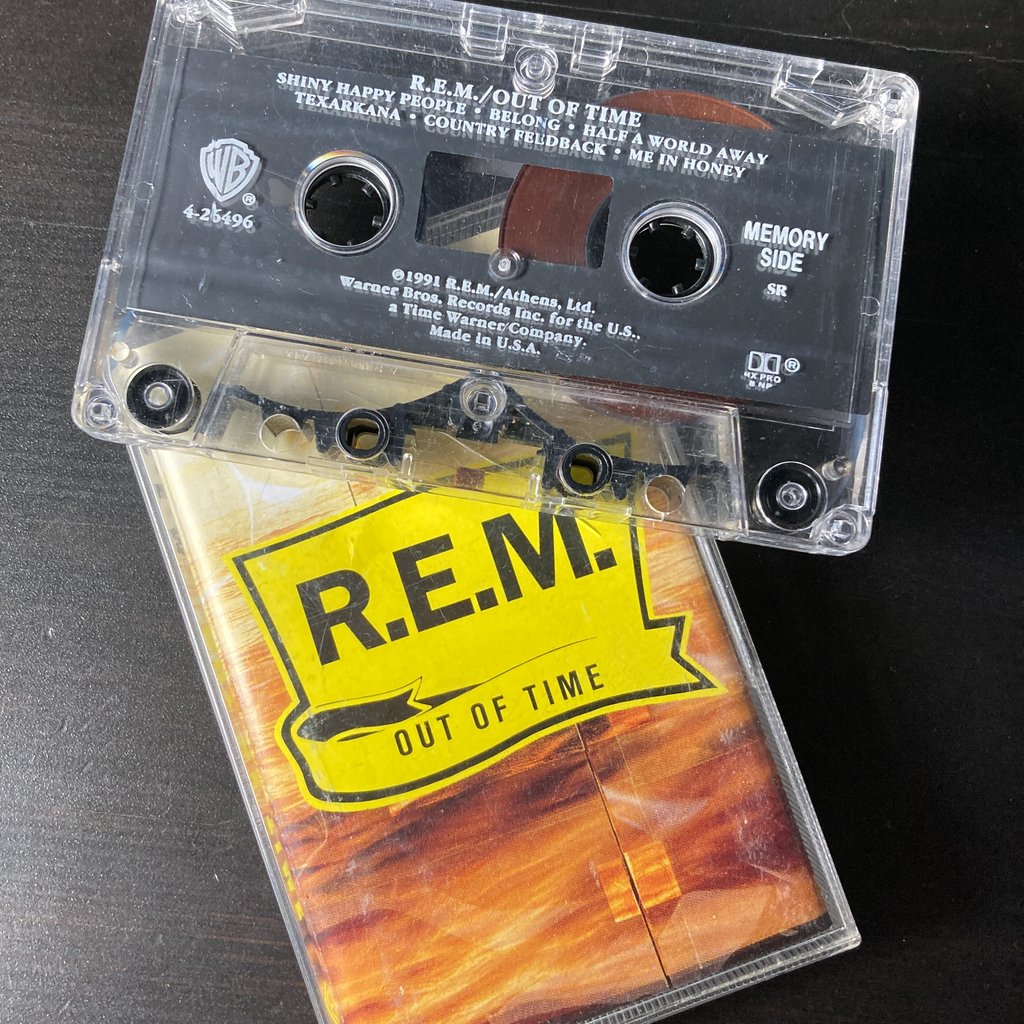 R.E.M./OUT OF TIME
SHINY HAPPY PEOPLE • BELONG • HALF A WORLD AWAY
TEXARKANA • COUNTRY FEEDBACK • ME IN HONEY
WB
®
4-26496
MEMORY
SIDE
SR
℗1991 R.E.M./Athens, Ltd.
Warner Bros. Records Inc. for the U.S.,
a Time Warner Company.
Made in U.S.A.
®
HX PRO
B NR
R.E.M.
OUT OF TIME